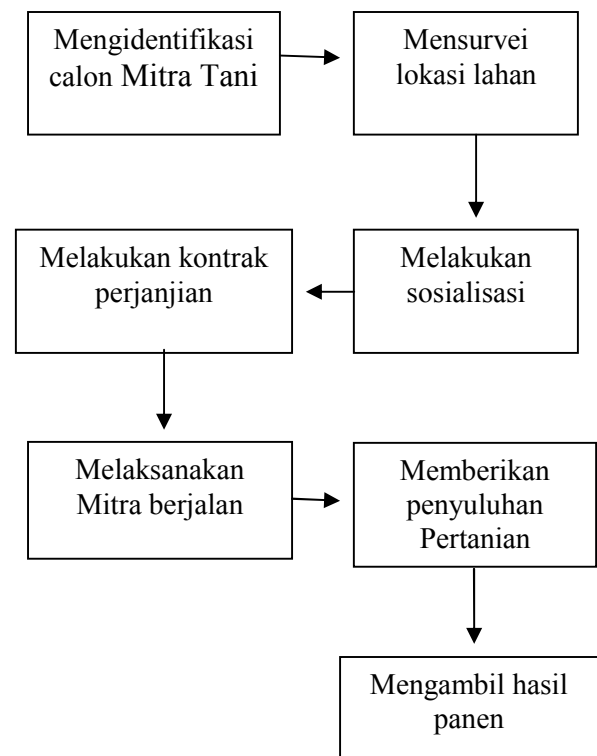 Mengidentifikasi
calon Mitra Tani
Mensurvei
lokasi lahan
Melakukan
sosialisasi
Melakukan kontrak
perjanjian
Melaksanakan
Mitra berjalan
Memberikan
penyuluhan
Pertanian
Mengambil hasil
panen